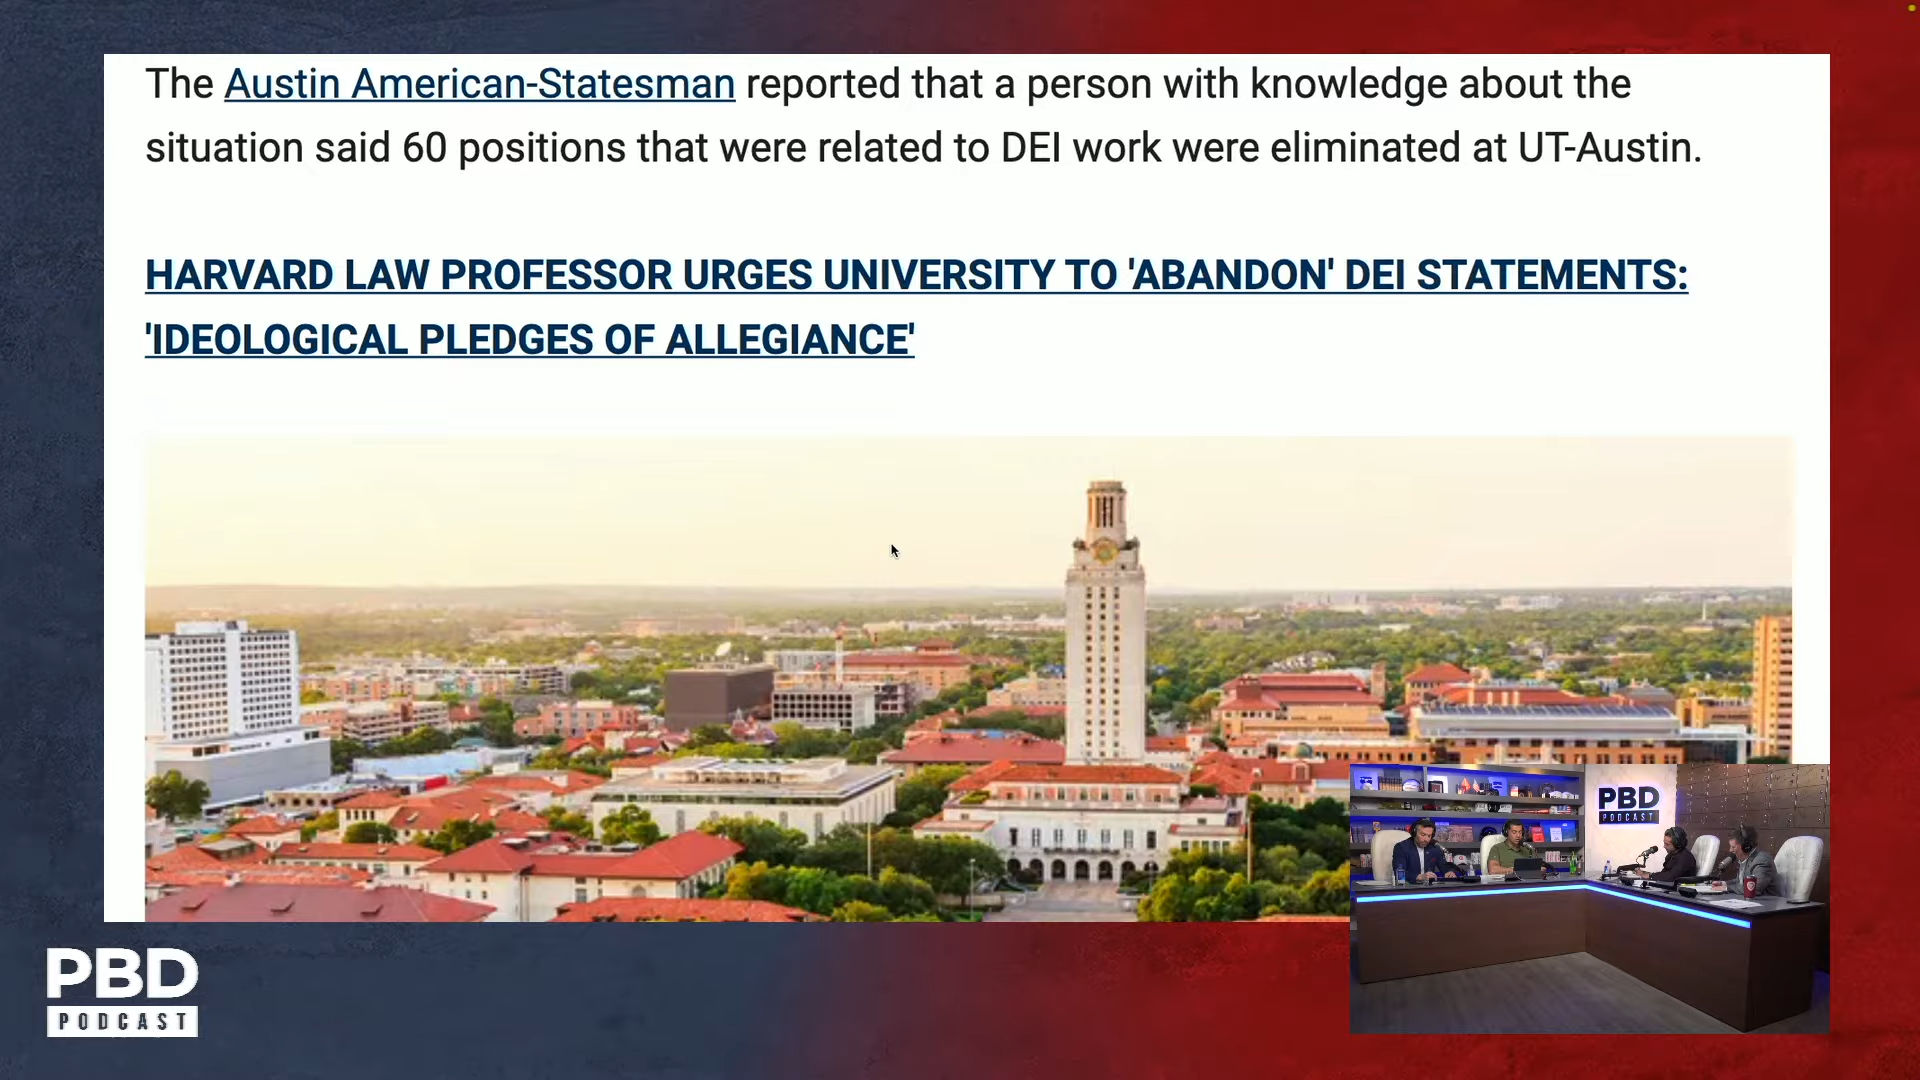 The Austin American-Statesman reported that a person with knowledge about the
situation said 60 positions that were related to DEI work were eliminated at UT-Austin.
HARVARD LAW PROFESSOR URGES UNIVERSITY TO 'ABANDON' DEI STATEMENTS:
'IDEOLOGICAL PLEDGES OF ALLEGIANCE'
PBD
PODCAST
PBD
PODCAST